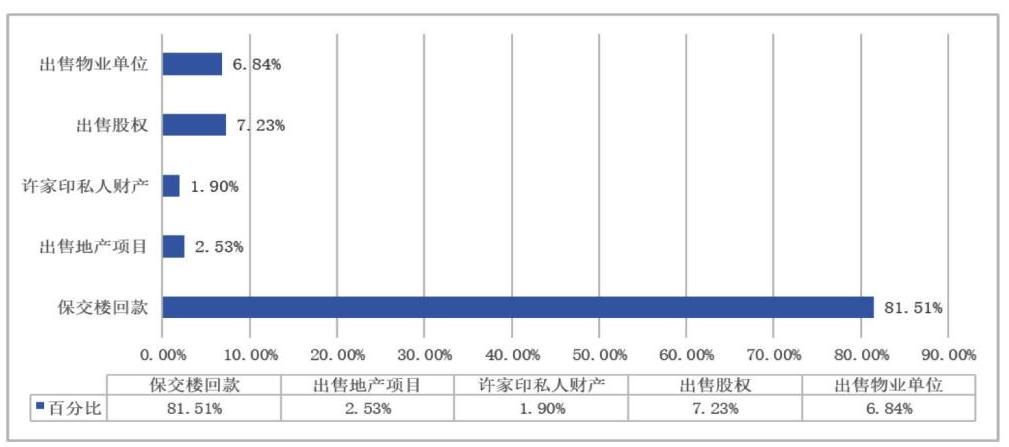 出售物业单位 6.84%
出售股权 7.23%
许家印私人财产 1.90%
出售地产项目 2.53%
保交楼回款 81.51%
0.00% 10.00% 20.00% 30.00% 40.00% 50.00% 60.00% 70.00% 80.00% 90.00%
保交楼回款 出售地产项目 许家印私人财产 出售股权 出售物业单位
百分比 81.51% 2.53% 1.90% 7.23% 6.84%